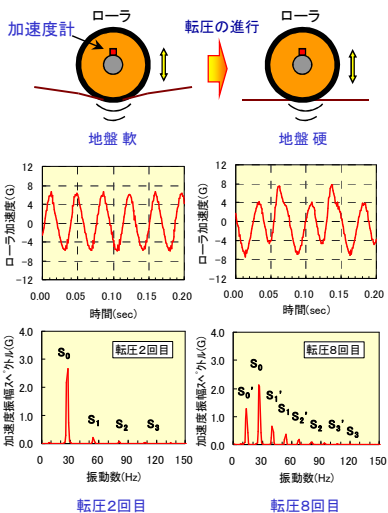 ローラ
ローラ
加速度計
転圧の進行
地盤 軟
地盤 硬
ローラ加速度(G)
12
8
4
0
−4
−8
−12
0.00 0.05 0.10 0.15 0.20
時間(sec)
ローラ加速度(G)
12
8
4
0
−4
−8
−12
0.00 0.05 0.10 0.15 0.20
時間(sec)
加速度振幅スペクトル(G)
4.0
3.0
2.0
1.0
0.0
転圧2回目
S₀
S₁ S₂ S₃
0 30 60 90 120 150
振動数(Hz)
加速度振幅スペクトル(G)
4.0
3.0
2.0
1.0
0.0
転圧8回目
S₀' S₀ S₁' S₁ S₂' S₂ S₃' S₃
0 30 60 90 120 150
振動数(Hz)
転圧2回目
転圧8回目